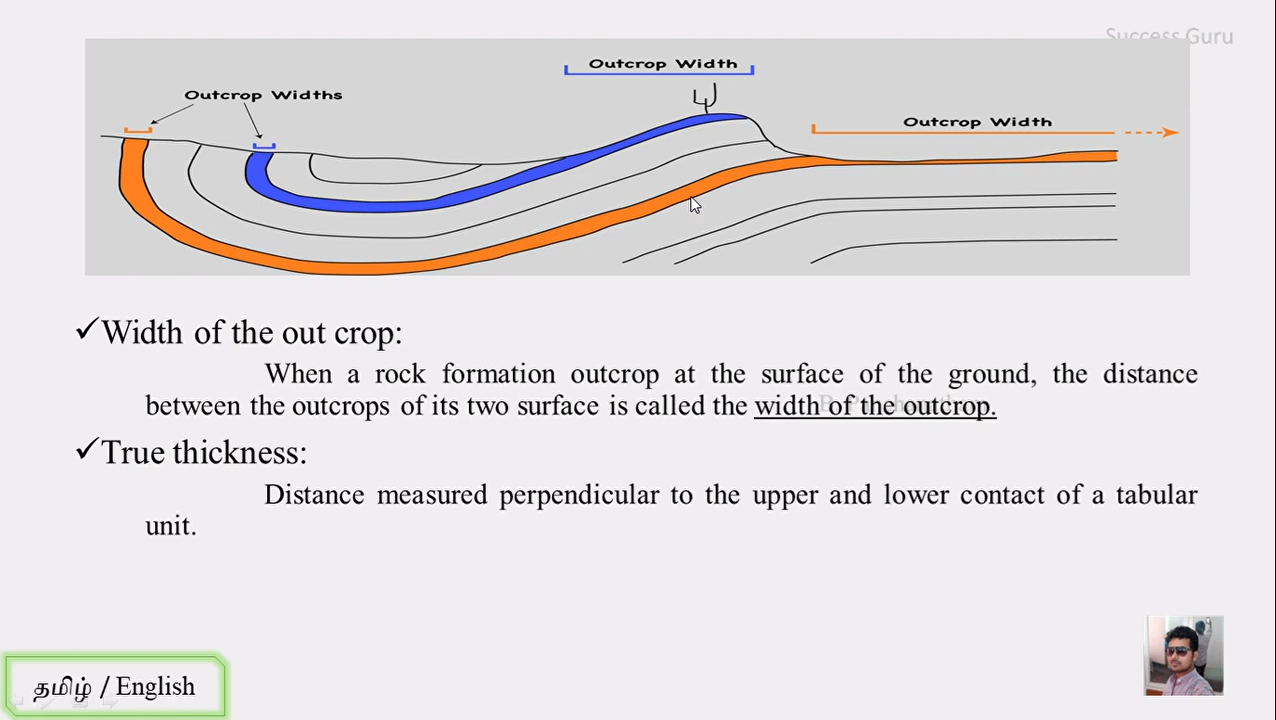 Success Guru
Outcrop Width
Outcrop Widths
Outcrop Width
✓Width of the out crop:
When a rock formation outcrop at the surface of the ground, the distance
between the outcrops of its two surface is called the width of the outcrop.
✓True thickness:
Distance measured perpendicular to the upper and lower contact of a tabular
unit.
தமிழ் / English